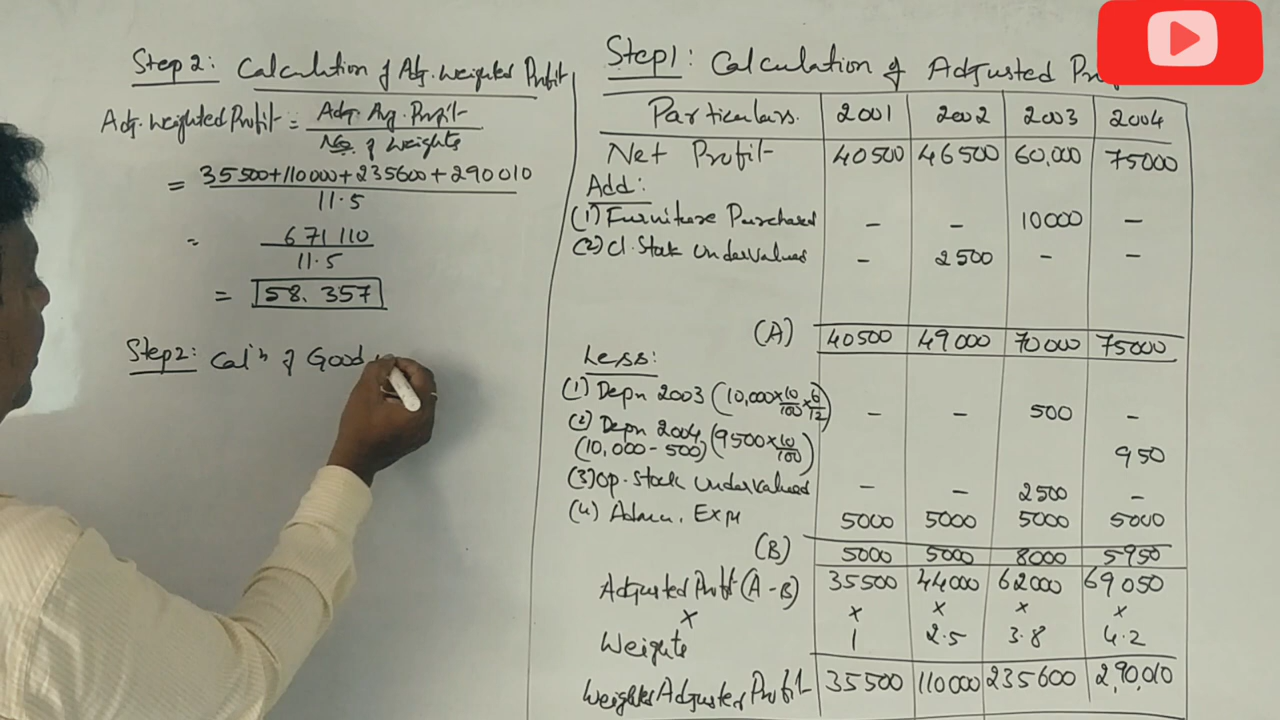 Step 2: Calculation of Adj. Weighted Profit
Adj. Weighted Profit = Adj. Avg. Profit
No. of Weights
= 35500+110000+235600+290010
11.5
= 671110
11.5
= 58.357
Step2: Cal'n of Good
Step1: Calculation of Adjusted Pr
Particulars 2001 2002 2003 2004
Net Profit 40500 46500 60,000 75000
Add:
(1) Furniture Purchased - - 10000 -
(2) Cl. Stock Undervalued - 2500 - -
(A) 40500 49000 70000 75000
Less:
(1) Depn 2003 (10,000×10/100×6/12) - - 500 -
(2) Depn 2004 (9500×10/100)
(10,000-500) 950
(3) Op. Stock Undervalued - - 2500 -
(4) Admn. Exp 5000 5000 5000 5000
(B) 5000 5000 8000 5950
Adjusted Profit (A-B) 35500 44000 62000 69050
× × × × ×
Weights 1 2.5 3.8 4.2
Weighted Adjusted Profit 35500 110000 235600 2,90,010